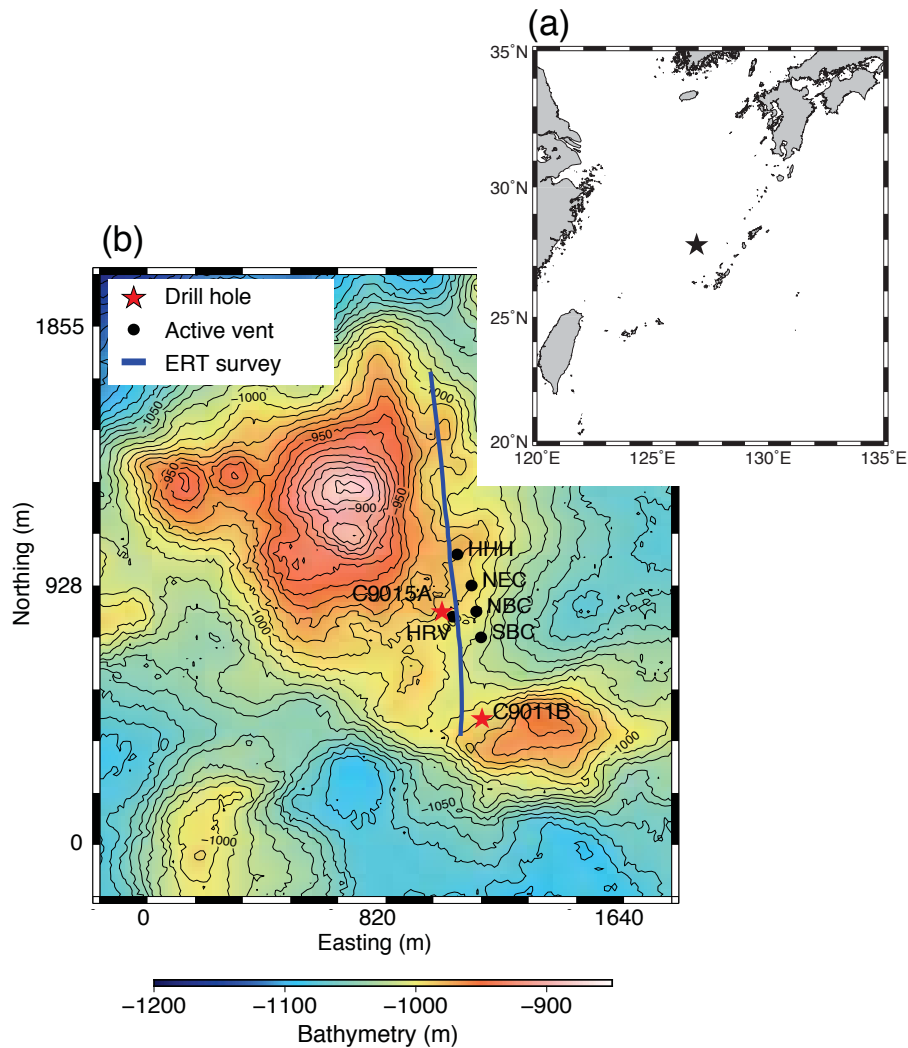 (a)
35˚N
30˚N
25˚N
20˚N
120˚E
125˚E
130˚E
135˚E
(b)
Drill hole
Active vent
ERT survey
1855
928
0
Northing (m)
−1050
−1000
−1000
−950
−950
−950
−900
HHH
NEC
C9015A
NBC
HRV
SBC
C9011B
−1000
−1050
−1000
0
820
1640
Easting (m)
−1200
−1100
−1000
−900
Bathymetry (m)